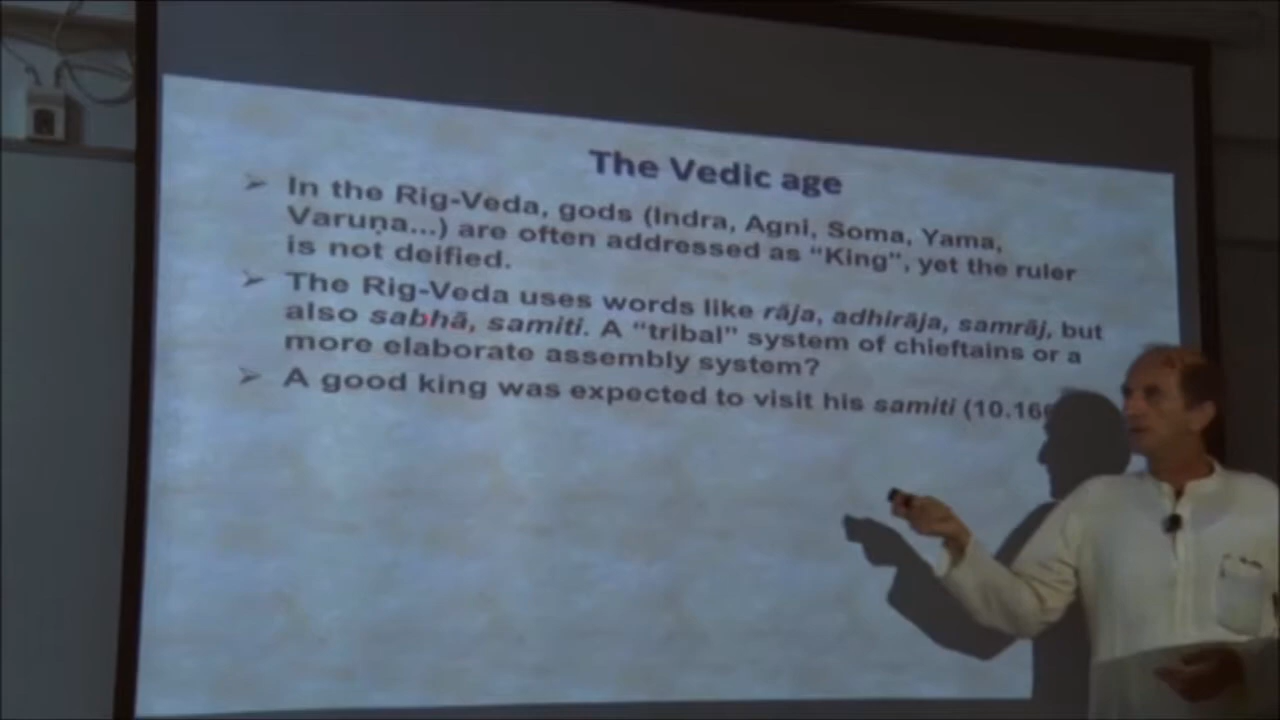 The Vedic age
➢ In the Rig-Veda, gods (Indra, Agni, Soma, Yama,
Varuṇa...) are often addressed as “King”, yet the ruler
is not deified.
➢ The Rig-Veda uses words like rāja, adhirāja, samrāj, but
also sabhā, samiti. A “tribal” system of chieftains or a
more elaborate assembly system?
➢ A good king was expected to visit his samiti